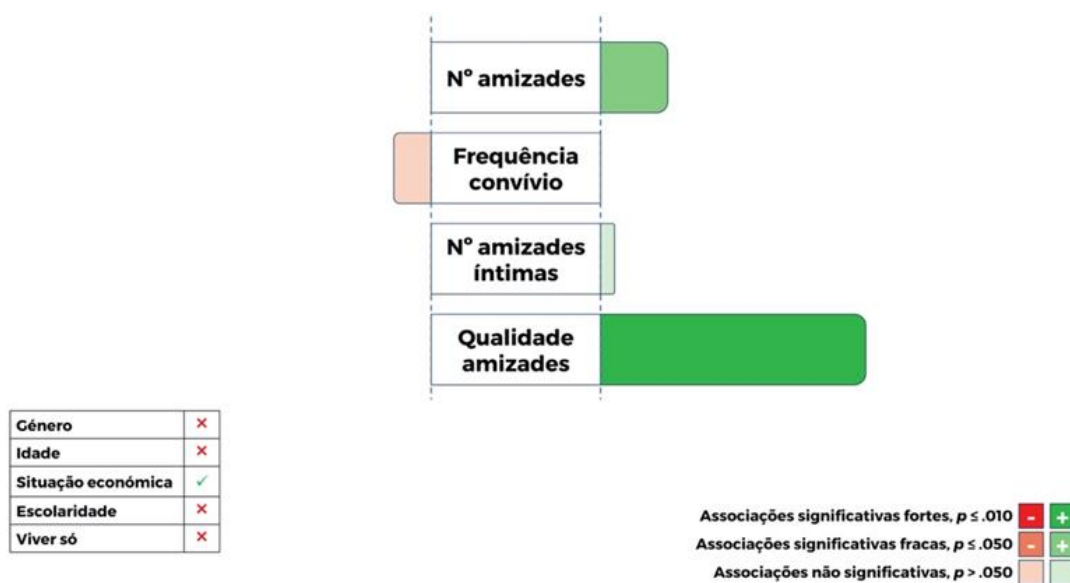 Nº amizades
Frequência
convívio
Nº amizades
íntimas
Qualidade
amizades
Género ×
Idade ×
Situação económica ✓
Escolaridade ×
Viver só ×
Associações significativas fortes, p ≤ .010 - +
Associações significativas fracas, p ≤ .050 - +
Associações não significativas, p > .050